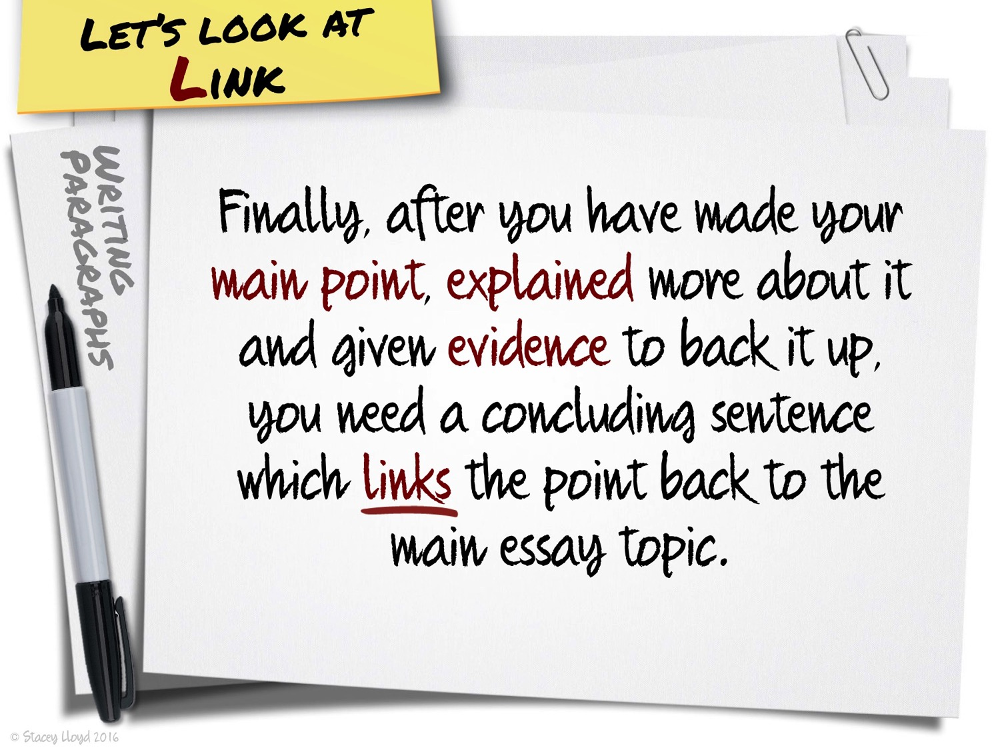 LET'S LOOK AT
LINK
WRITING
PARAGRAPHS
Finally, after you have made your
main point, explained more about it
and given evidence to back it up,
you need a concluding sentence
which links the point back to the
main essay topic.
© Stacey Lloyd 2016